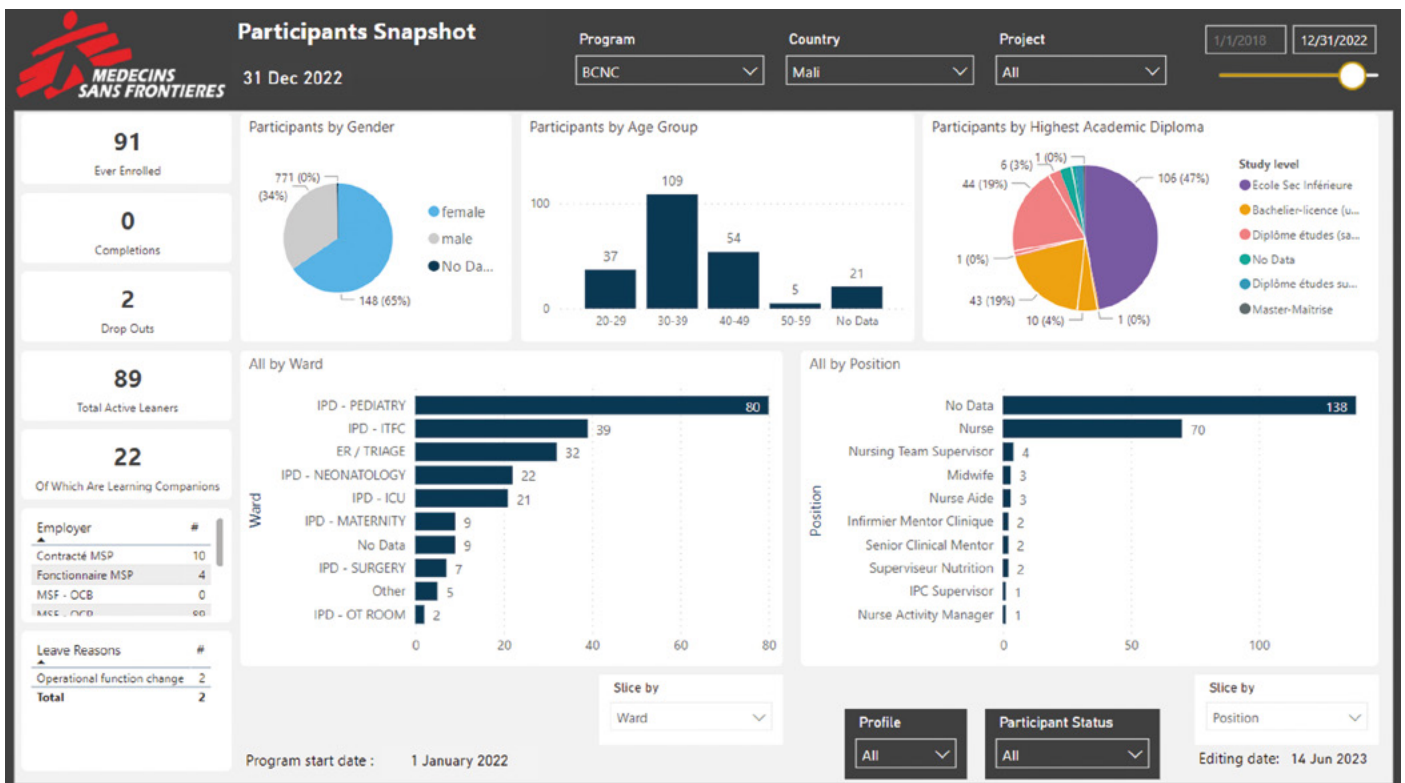 MEDECINS
SANS FRONTIERES
Participants Snapshot
31 Dec 2022
Program
BCNC
Country
Mali
Project
All
1/1/2018
12/31/2022
91
Ever Enrolled
0
Completions
2
Drop Outs
89
Total Active Leaners
22
Of Which Are Learning Companions
Employer #
Contracté MSP 10
Fonctionnaire MSP 4
MSF - OCB 0
Leave Reasons #
Operational function change 2
Total 2
Participants by Gender
771 (0%)
(34%)
148 (65%)
female
male
No Da...
Participants by Age Group
100
0
37
109
54
5
21
20-29
30-39
40-49
50-59
No Data
Participants by Highest Academic Diploma
6 (3%)
1 (0%)
44 (19%)
106 (47%)
1 (0%)
43 (19%)
10 (4%)
1 (0%)
Study level
Ecole Sec Inférieure
Bachelier-licence (u...
Diplôme études (sa...
No Data
Diplôme études su...
Master-Maîtrise
All by Ward
Ward
IPD - PEDIATRY 80
IPD - ITFC 39
ER / TRIAGE 32
IPD - NEONATOLOGY 22
IPD - ICU 21
IPD - MATERNITY 9
No Data 9
IPD - SURGERY 7
Other 5
IPD - OT ROOM 2
0 20 40 60 80
All by Position
Position
No Data 138
Nurse 70
Nursing Team Supervisor 4
Midwife 3
Nurse Aide 3
Infirmier Mentor Clinique 2
Senior Clinical Mentor 2
Superviseur Nutrition 2
IPC Supervisor 1
Nurse Activity Manager 1
0 50 100
Slice by
Ward
Profile
All
Participant Status
All
Slice by
Position
Program start date : 1 January 2022
Editing date: 14 Jun 2023